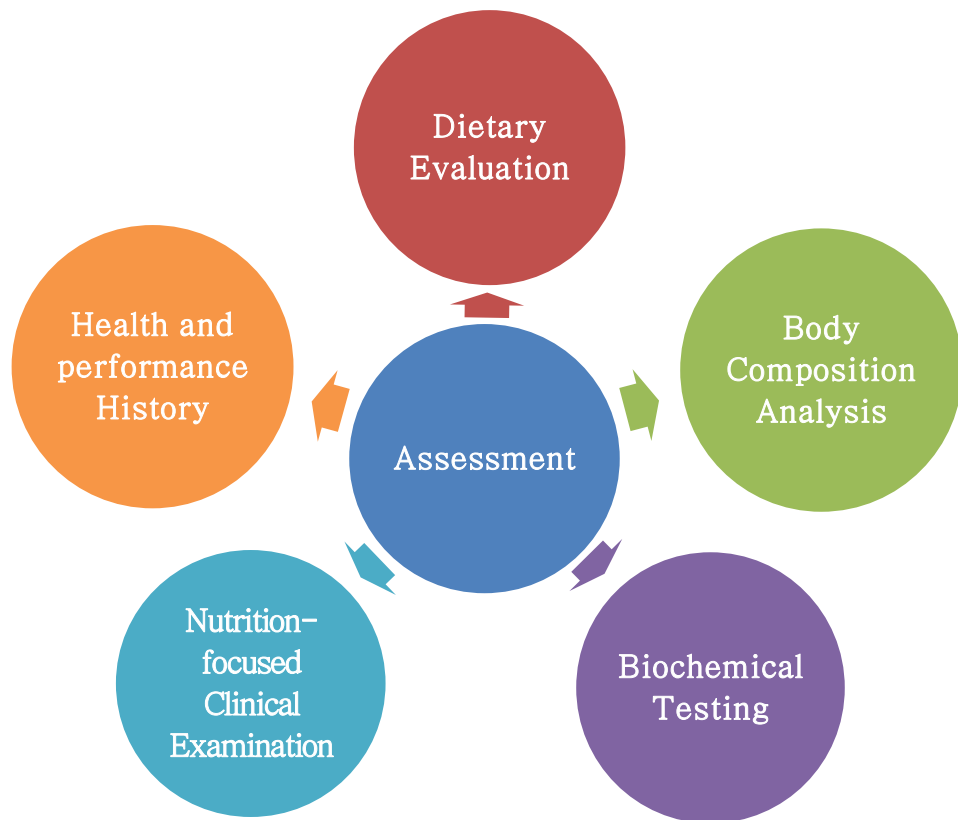 Dietary
Evaluation
Health and
performance
History
Body
Composition
Analysis
Assessment
Nutrition-
focused
Clinical
Examination
Biochemical
Testing